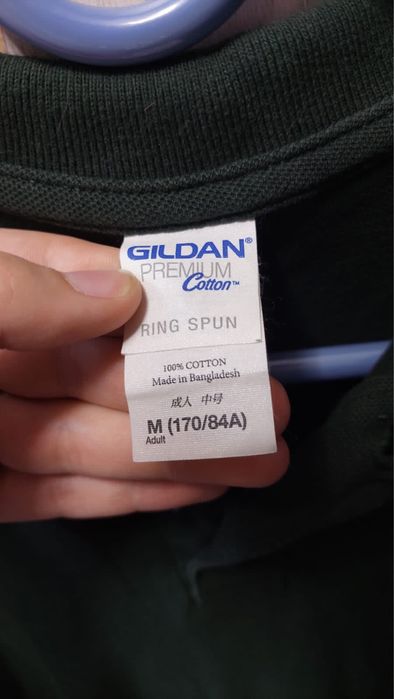 GILDAN®
PREMIUM
Cotton™
RING SPUN
100% COTTON
Made in Bangladesh
成人 中号
M (170/84A)
Adult